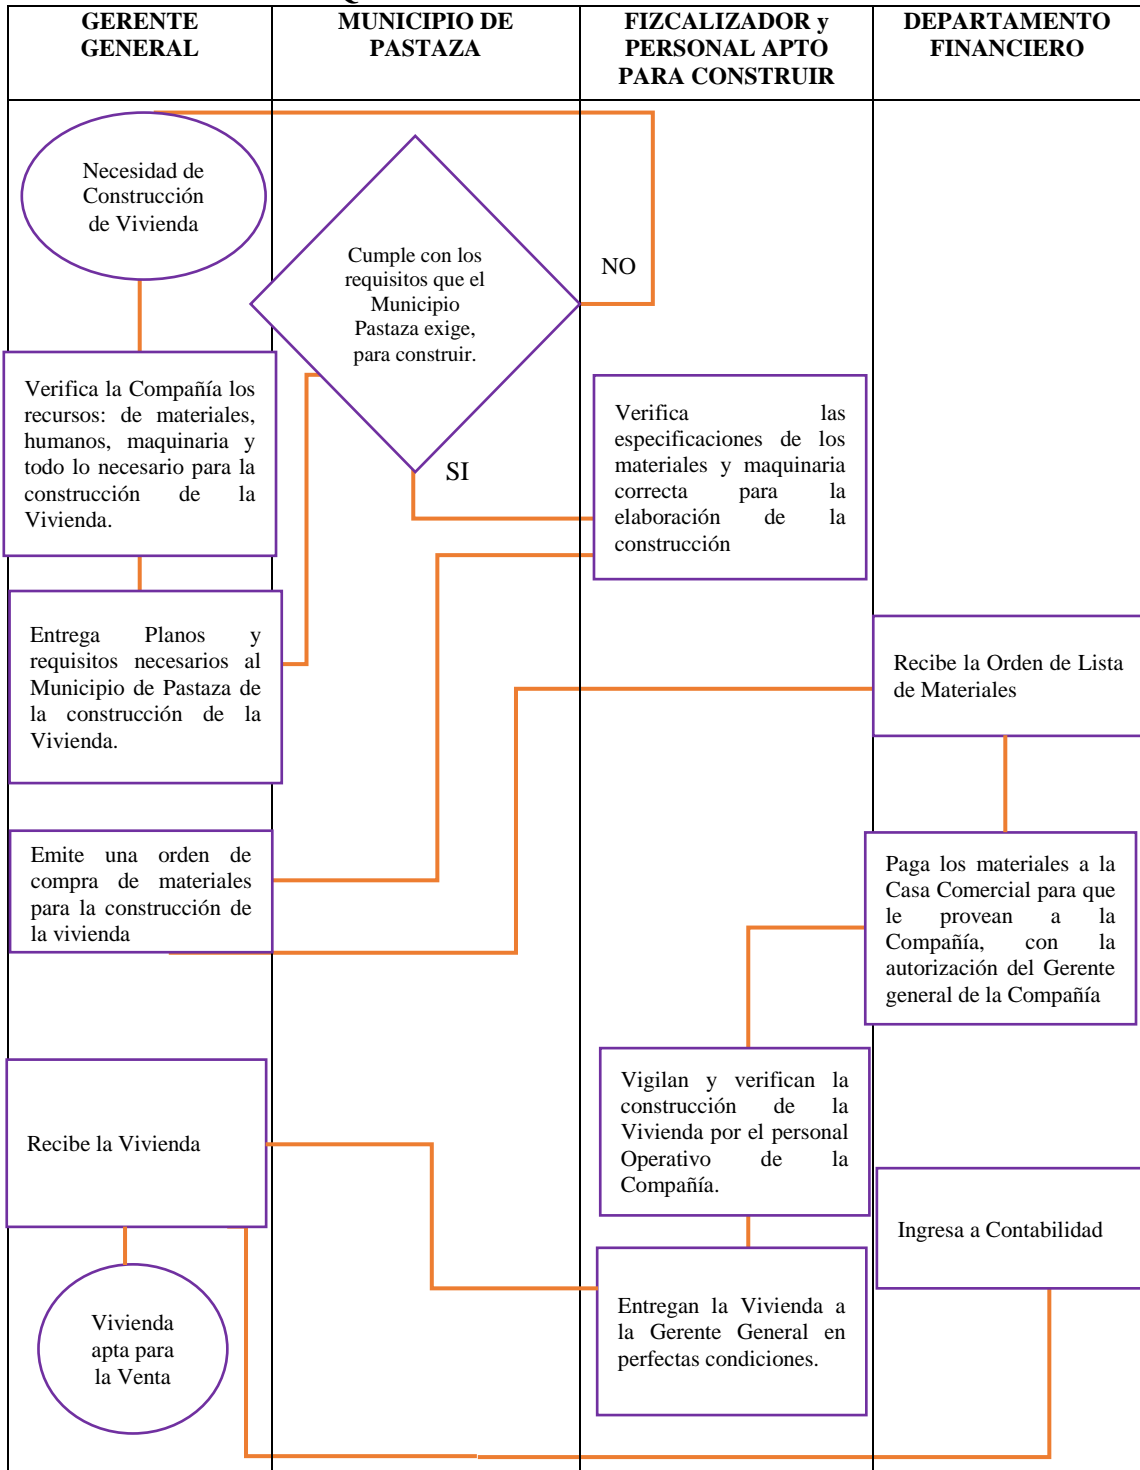 GERENTE
GENERAL
MUNICIPIO DE
PASTAZA
FIZCALIZADOR y
PERSONAL APTO
PARA CONSTRUIR
DEPARTAMENTO
FINANCIERO
Necesidad de
Construcción
de Vivienda
Cumple con los
requisitos que el
Municipio
Pastaza exige,
para construir.
NO
SI
Verifica la Compañía los
recursos: de materiales,
humanos, maquinaria y
todo lo necesario para la
construcción de la
Vivienda.
Verifica las
especificaciones de los
materiales y maquinaria
correcta para la
elaboración de la
construcción
Entrega Planos y
requisitos necesarios al
Municipio de Pastaza de
la construcción de la
Vivienda.
Recibe la Orden de Lista
de Materiales
Emite una orden de
compra de materiales
para la construcción de
la vivienda
Paga los materiales a la
Casa Comercial para que
le provean a la
Compañía, con la
autorización del Gerente
general de la Compañía
Vigilan y verifican la
construcción de la
Vivienda por el personal
Operativo de la
Compañía.
Recibe la Vivienda
Ingresa a Contabilidad
Entregan la Vivienda a
la Gerente General en
perfectas condiciones.
Vivienda
apta para
la Venta